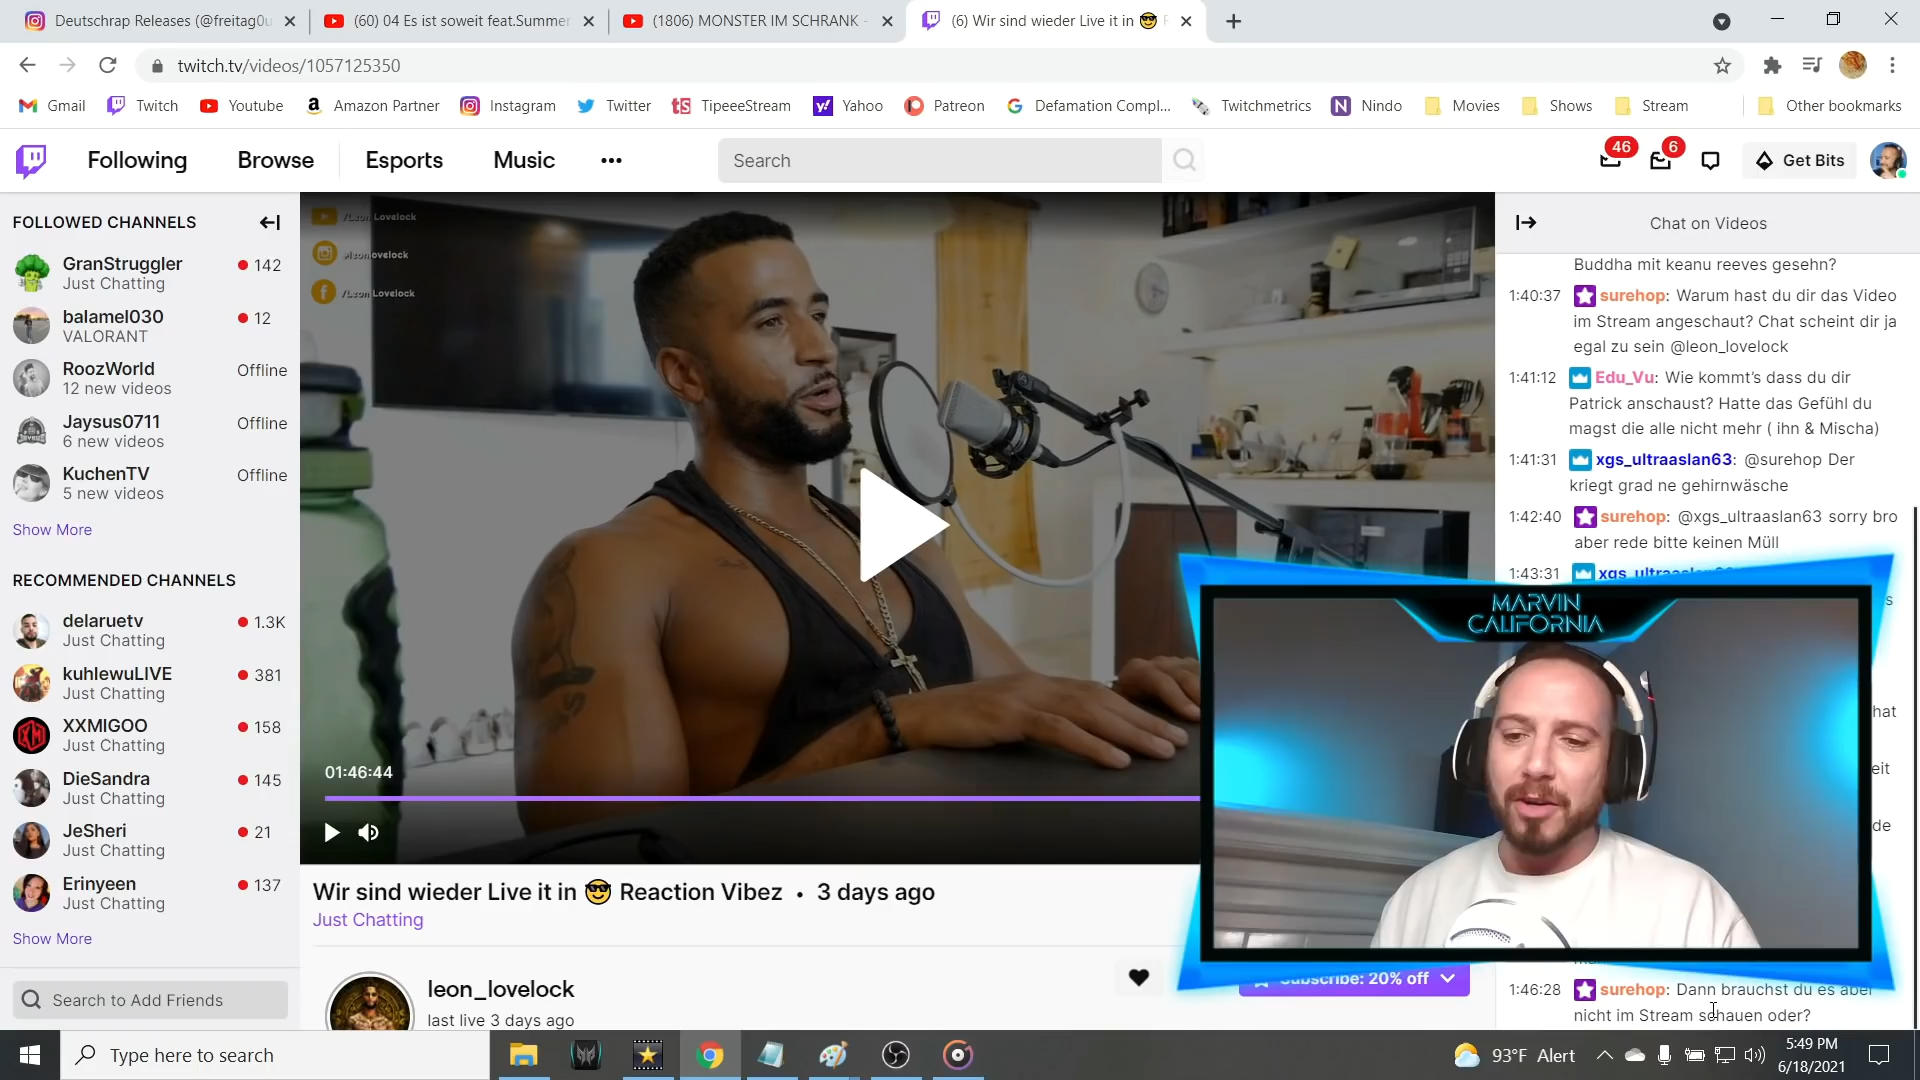 Deutschrap Releases (@freitag0u
(60) 04 Es ist soweit feat.Summer
(1806) MONSTER IM SCHRANK -
(6) Wir sind wieder Live it in 😎
twitch.tv/videos/1057125350
Gmail
Twitch
Youtube
Amazon Partner
Instagram
Twitter
TipeeeStream
Yahoo
Patreon
Defamation Compl...
Twitchmetrics
Nindo
Movies
Shows
Stream
Other bookmarks
Following
Browse
Esports
Music
Search
46
6
Get Bits
FOLLOWED CHANNELS
GranStruggler
142
Just Chatting
balamel030
12
VALORANT
RoozWorld
Offline
12 new videos
Jaysus0711
Offline
6 new videos
KuchenTV
Offline
5 new videos
Show More
RECOMMENDED CHANNELS
delaruetv
1.3K
Just Chatting
kuhlewuLIVE
381
Just Chatting
XXMIGOO
158
Just Chatting
DieSandra
145
Just Chatting
JeSheri
21
Just Chatting
Erinyeen
137
Just Chatting
Show More
Search to Add Friends
/Leon Lovelock
/Leon Lovelock
01:46:44
Wir sind wieder Live it in 😎 Reaction Vibez • 3 days ago
Just Chatting
leon_lovelock
last live 3 days ago
Subscribe: 20% off
Chat on Videos
Buddha mit keanu reeves gesehn?
1:40:37 surehop: Warum hast du dir das Video
im Stream angeschaut? Chat scheint dir ja
egal zu sein @leon_lovelock
1:41:12 Edu_Vu: Wie kommt's dass du dir
Patrick anschaust? Hatte das Gefühl du
magst die alle nicht mehr ( ihn & Mischa)
1:41:31 xgs_ultraaslan63: @surehop Der
kriegt grad ne gehirnwäsche
1:42:40 surehop: @xgs_ultraaslan63 sorry bro
aber rede bitte keinen Müll
1:43:31
MARVIN
CALIFORNIA
1:46:28 surehop: Dann brauchst du es aber
nicht im Stream schauen oder?
Type here to search
93°F Alert
5:49 PM
6/18/2021